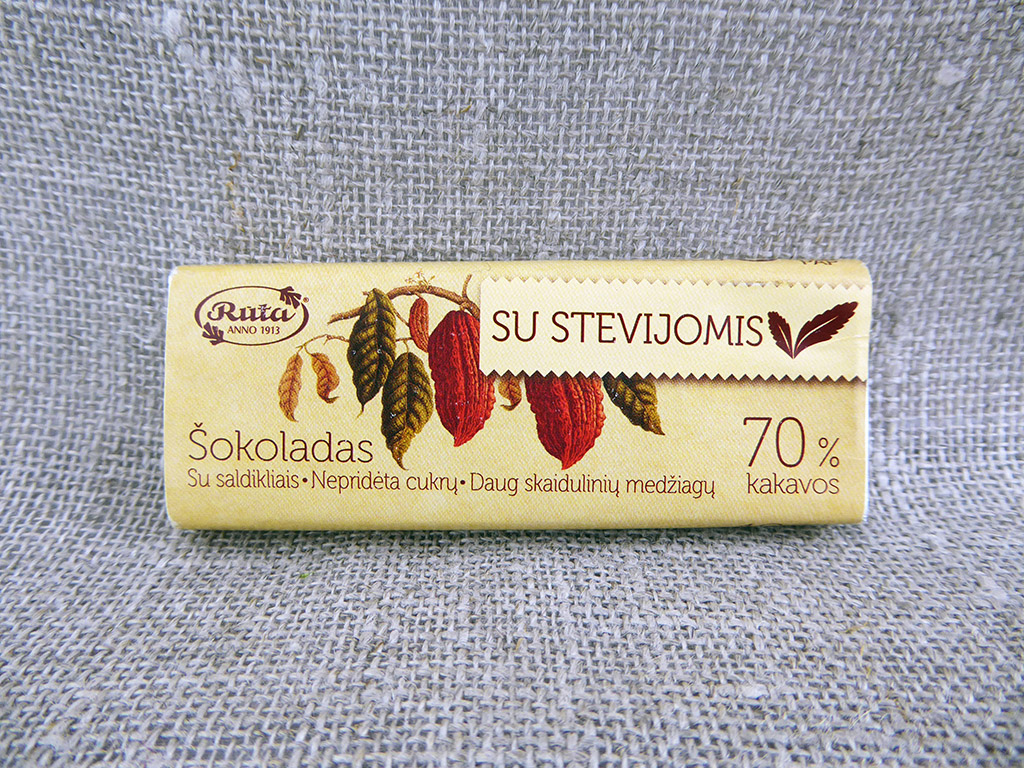 Rūta®
ANNO 1913
SU STEVIJOMIS
Šokoladas
Su saldikliais • Nepridėta cukrų • Daug skaidulinių medžiagų
70 %
kakavos